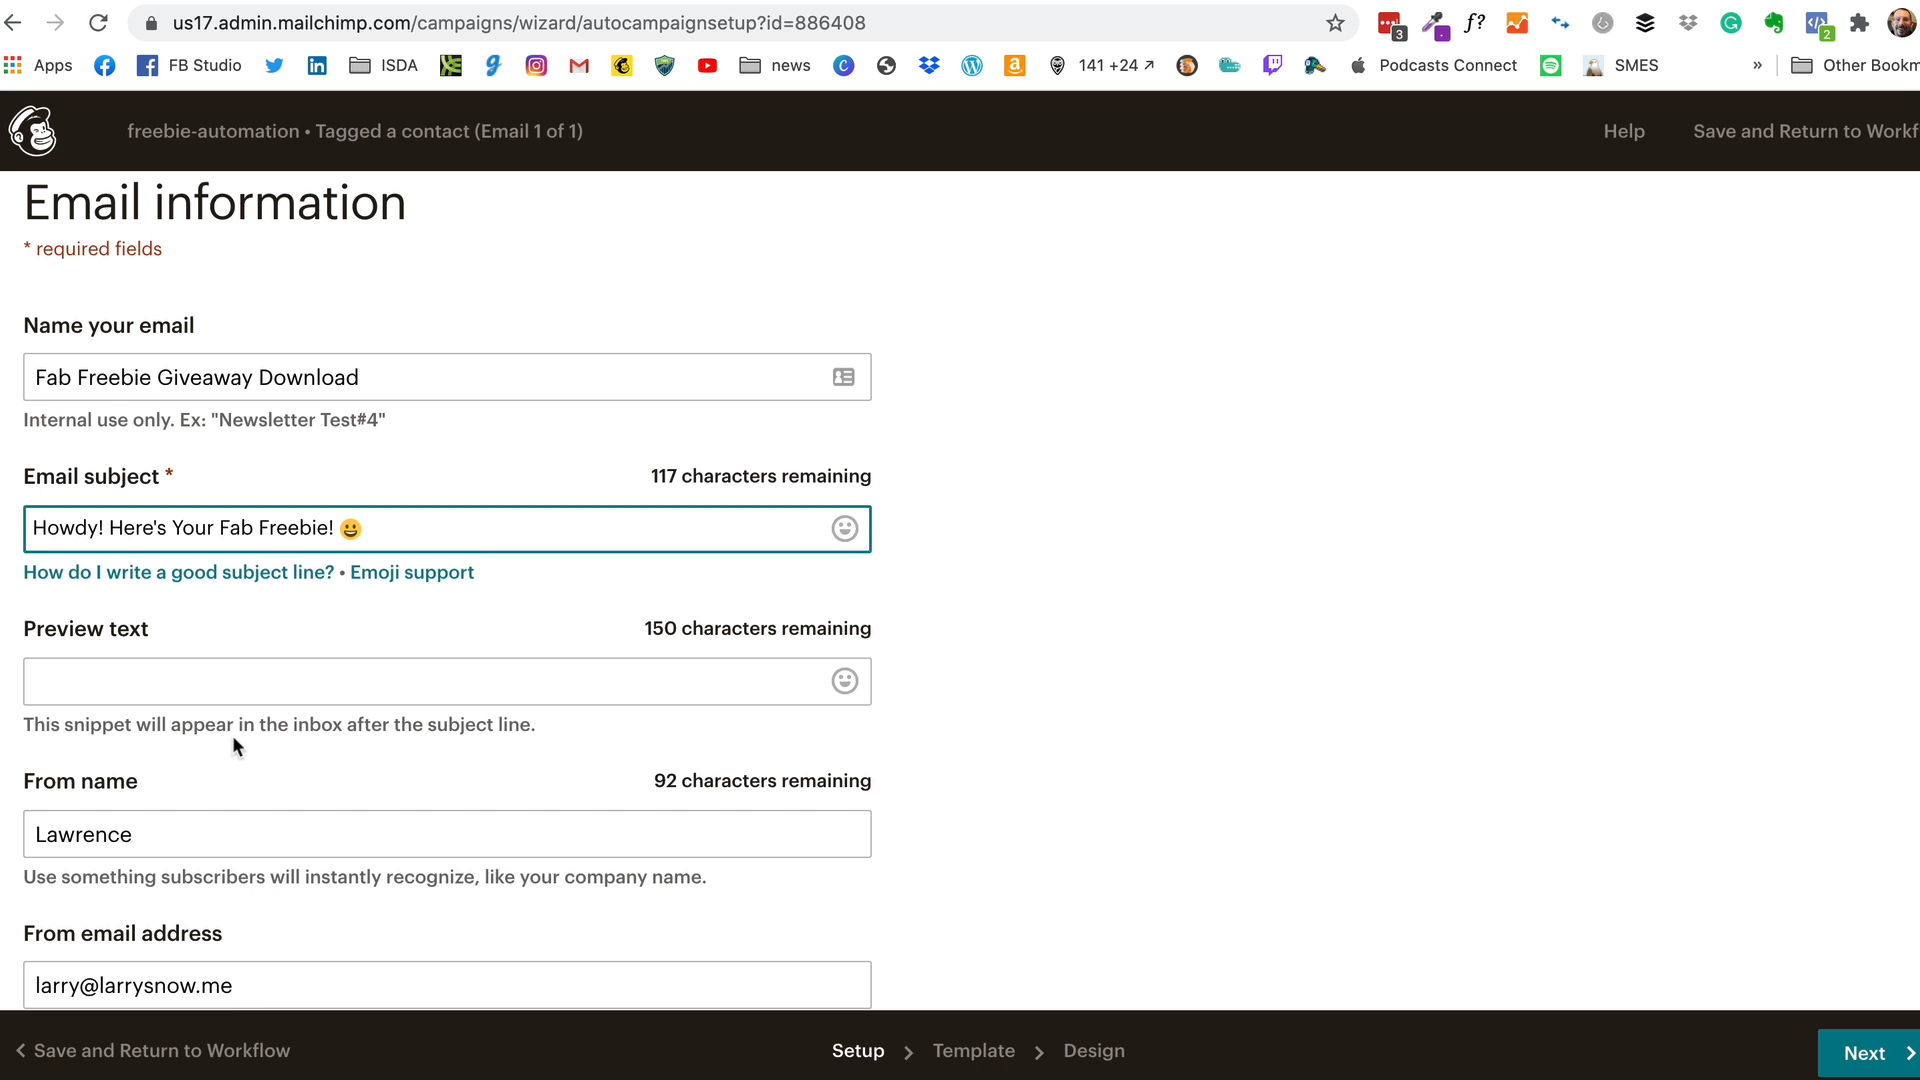 us17.admin.mailchimp.com/campaigns/wizard/autocampaignsetup?id=886408
f?
3
2
Apps
FB Studio
ISDA
news
141 +24 ↗
Podcasts Connect
SMES
»
Other Bookm
freebie-automation • Tagged a contact (Email 1 of 1)
Help
Save and Return to Workf
Email information
* required fields
Name your email
Fab Freebie Giveaway Download
Internal use only. Ex: "Newsletter Test#4"
Email subject *
117 characters remaining
Howdy! Here's Your Fab Freebie! 😀
How do I write a good subject line? • Emoji support
Preview text
150 characters remaining
This snippet will appear in the inbox after the subject line.
From name
92 characters remaining
Lawrence
Use something subscribers will instantly recognize, like your company name.
From email address
larry@larrysnow.me
Save and Return to Workflow
Setup
Template
Design
Next